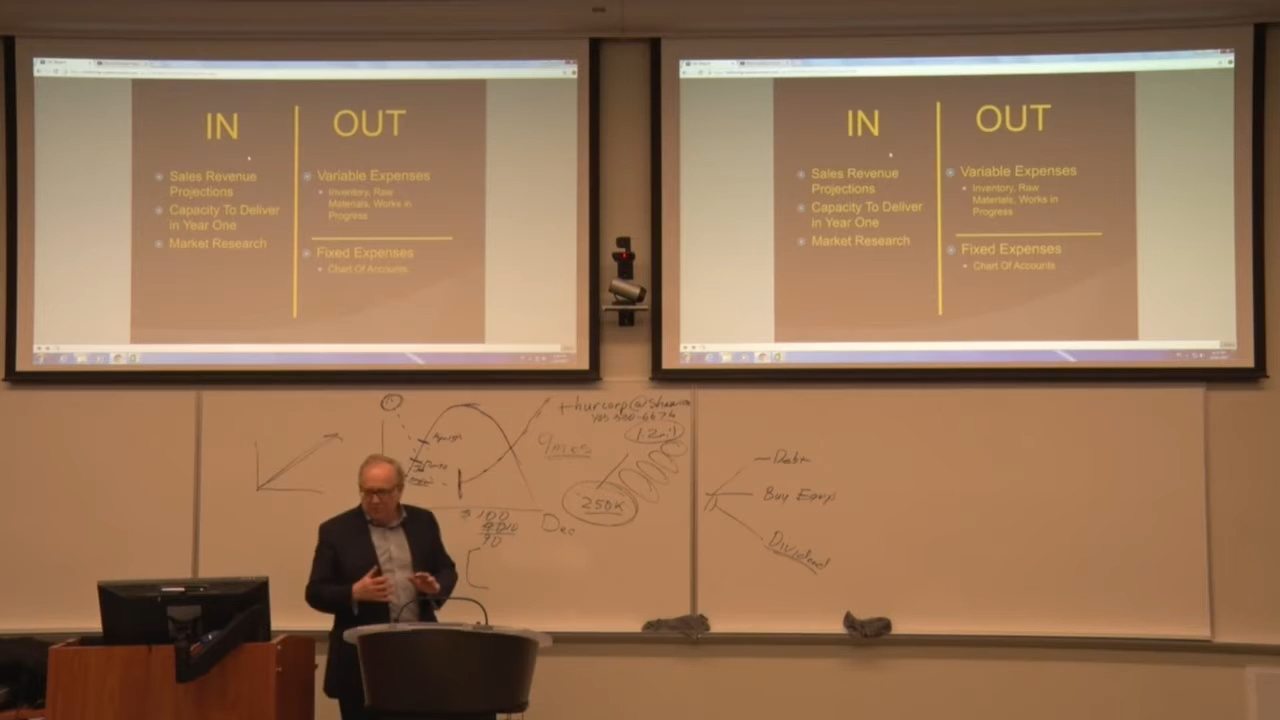 IN
OUT
Sales Revenue
Projections
Capacity To Deliver
in Year One
Market Research
Variable Expenses
Inventory, Raw
Materials, Works in
Progress
Fixed Expenses
Chart Of Accounts
IN
OUT
Sales Revenue
Projections
Capacity To Deliver
in Year One
Market Research
Variable Expenses
Inventory, Raw
Materials, Works in
Progress
Fixed Expenses
Chart Of Accounts
1.2mil
250K
$100
90
Dec
Debt
Buy
Dividend